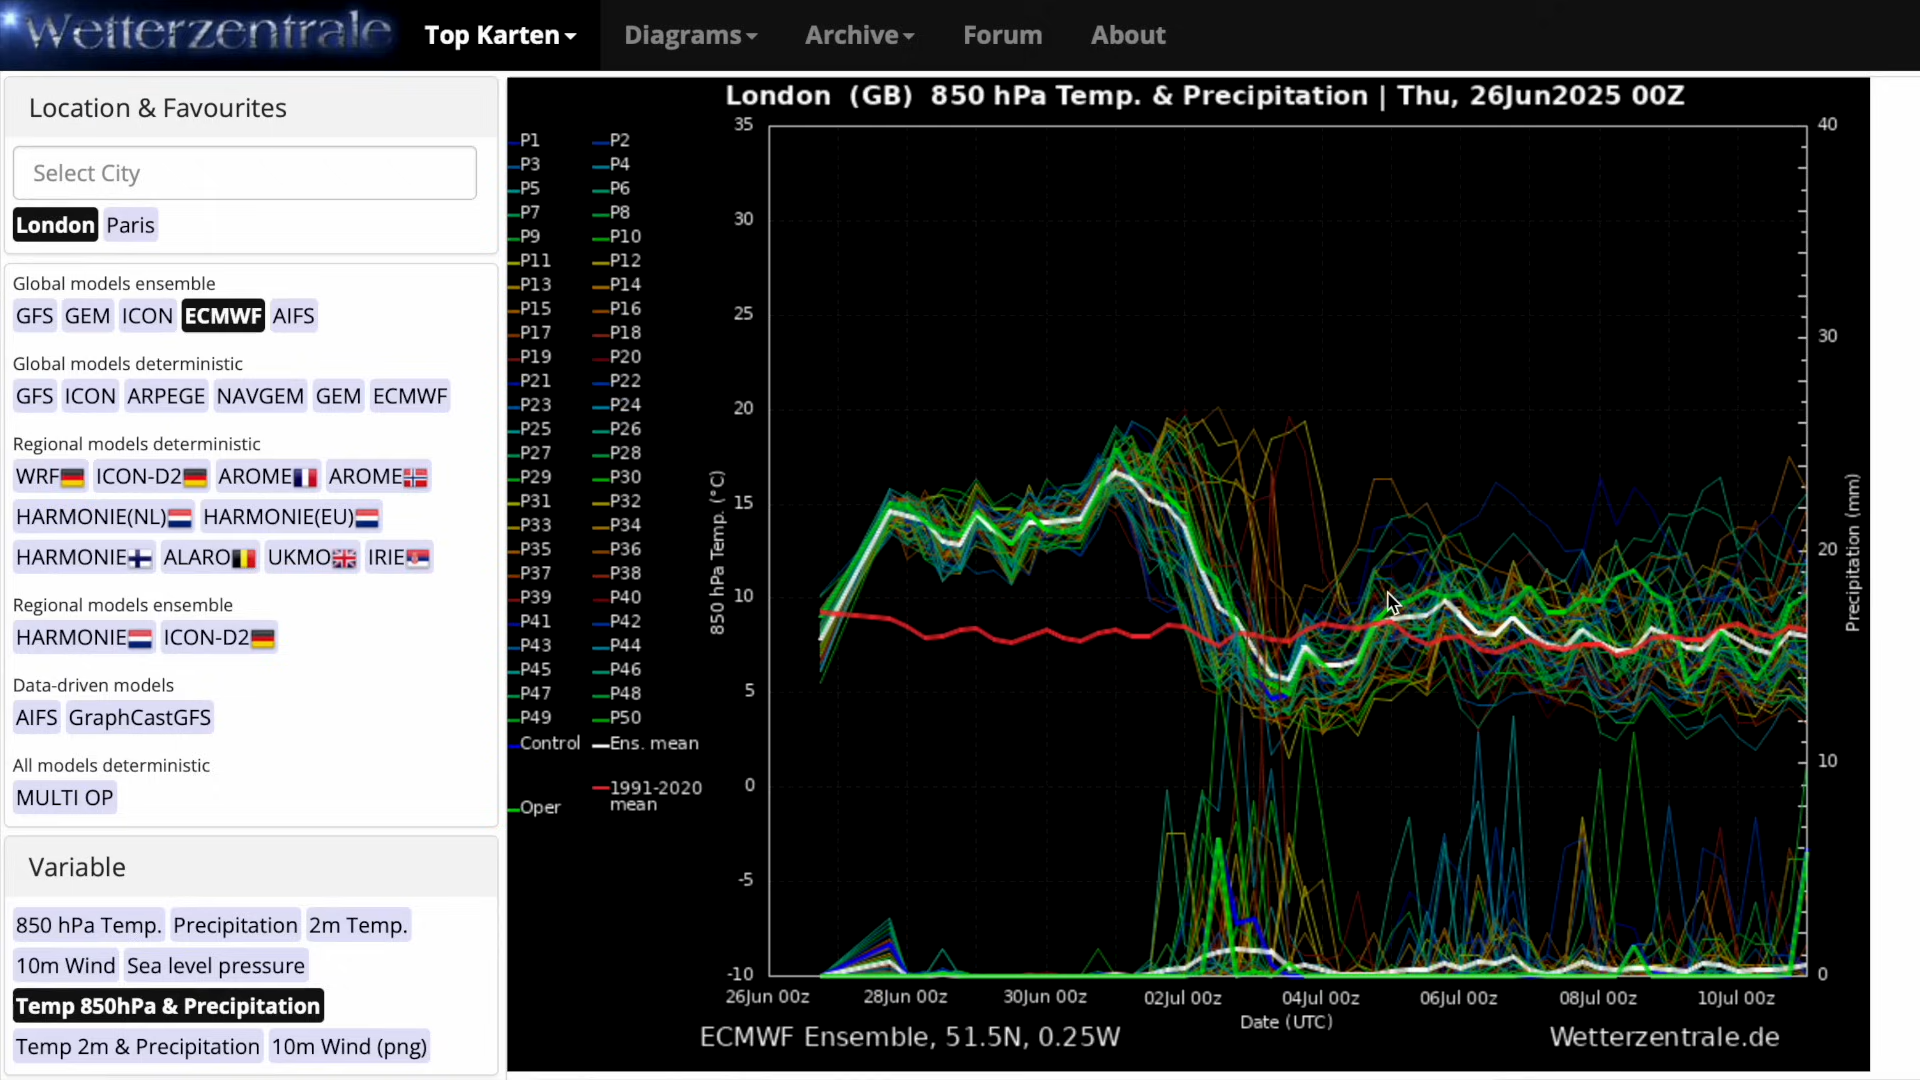 Wetterzentrale
Top Karten
Diagrams
Archive
Forum
About
Location & Favourites
Select City
London Paris
Global models ensemble
GFS GEM ICON ECMWF AIFS
Global models deterministic
GFS ICON ARPEGE NAVGEM GEM ECMWF
Regional models deterministic
WRF ICON-D2 AROME AROME
HARMONIE(NL) HARMONIE(EU)
HARMONIE ALARO UKMO IRIE
Regional models ensemble
HARMONIE ICON-D2
Data-driven models
AIFS GraphCastGFS
All models deterministic
MULTI OP
Variable
850 hPa Temp. Precipitation 2m Temp.
10m Wind Sea level pressure
Temp 850hPa & Precipitation
Temp 2m & Precipitation 10m Wind (png)
London (GB) 850 hPa Temp. & Precipitation | Thu, 26Jun2025 00Z
P1 P2
P3 P4
P5 P6
P7 P8
P9 P10
P11 P12
P13 P14
P15 P16
P17 P18
P19 P20
P21 P22
P23 P24
P25 P26
P27 P28
P29 P30
P31 P32
P33 P34
P35 P36
P37 P38
P39 P40
P41 P42
P43 P44
P45 P46
P47 P48
P49 P50
Control Ens. mean
1991-2020
mean
Oper
850 hPa Temp. (°C)
35
30
25
20
15
10
5
0
-5
-10
40
30
20
10
0
Precipitation (mm)
26Jun 00z 28Jun 00z 30Jun 00z 02Jul 00z 04Jul 00z 06Jul 00z 08Jul 00z 10Jul 00z
Date (UTC)
ECMWF Ensemble, 51.5N, 0.25W
Wetterzentrale.de